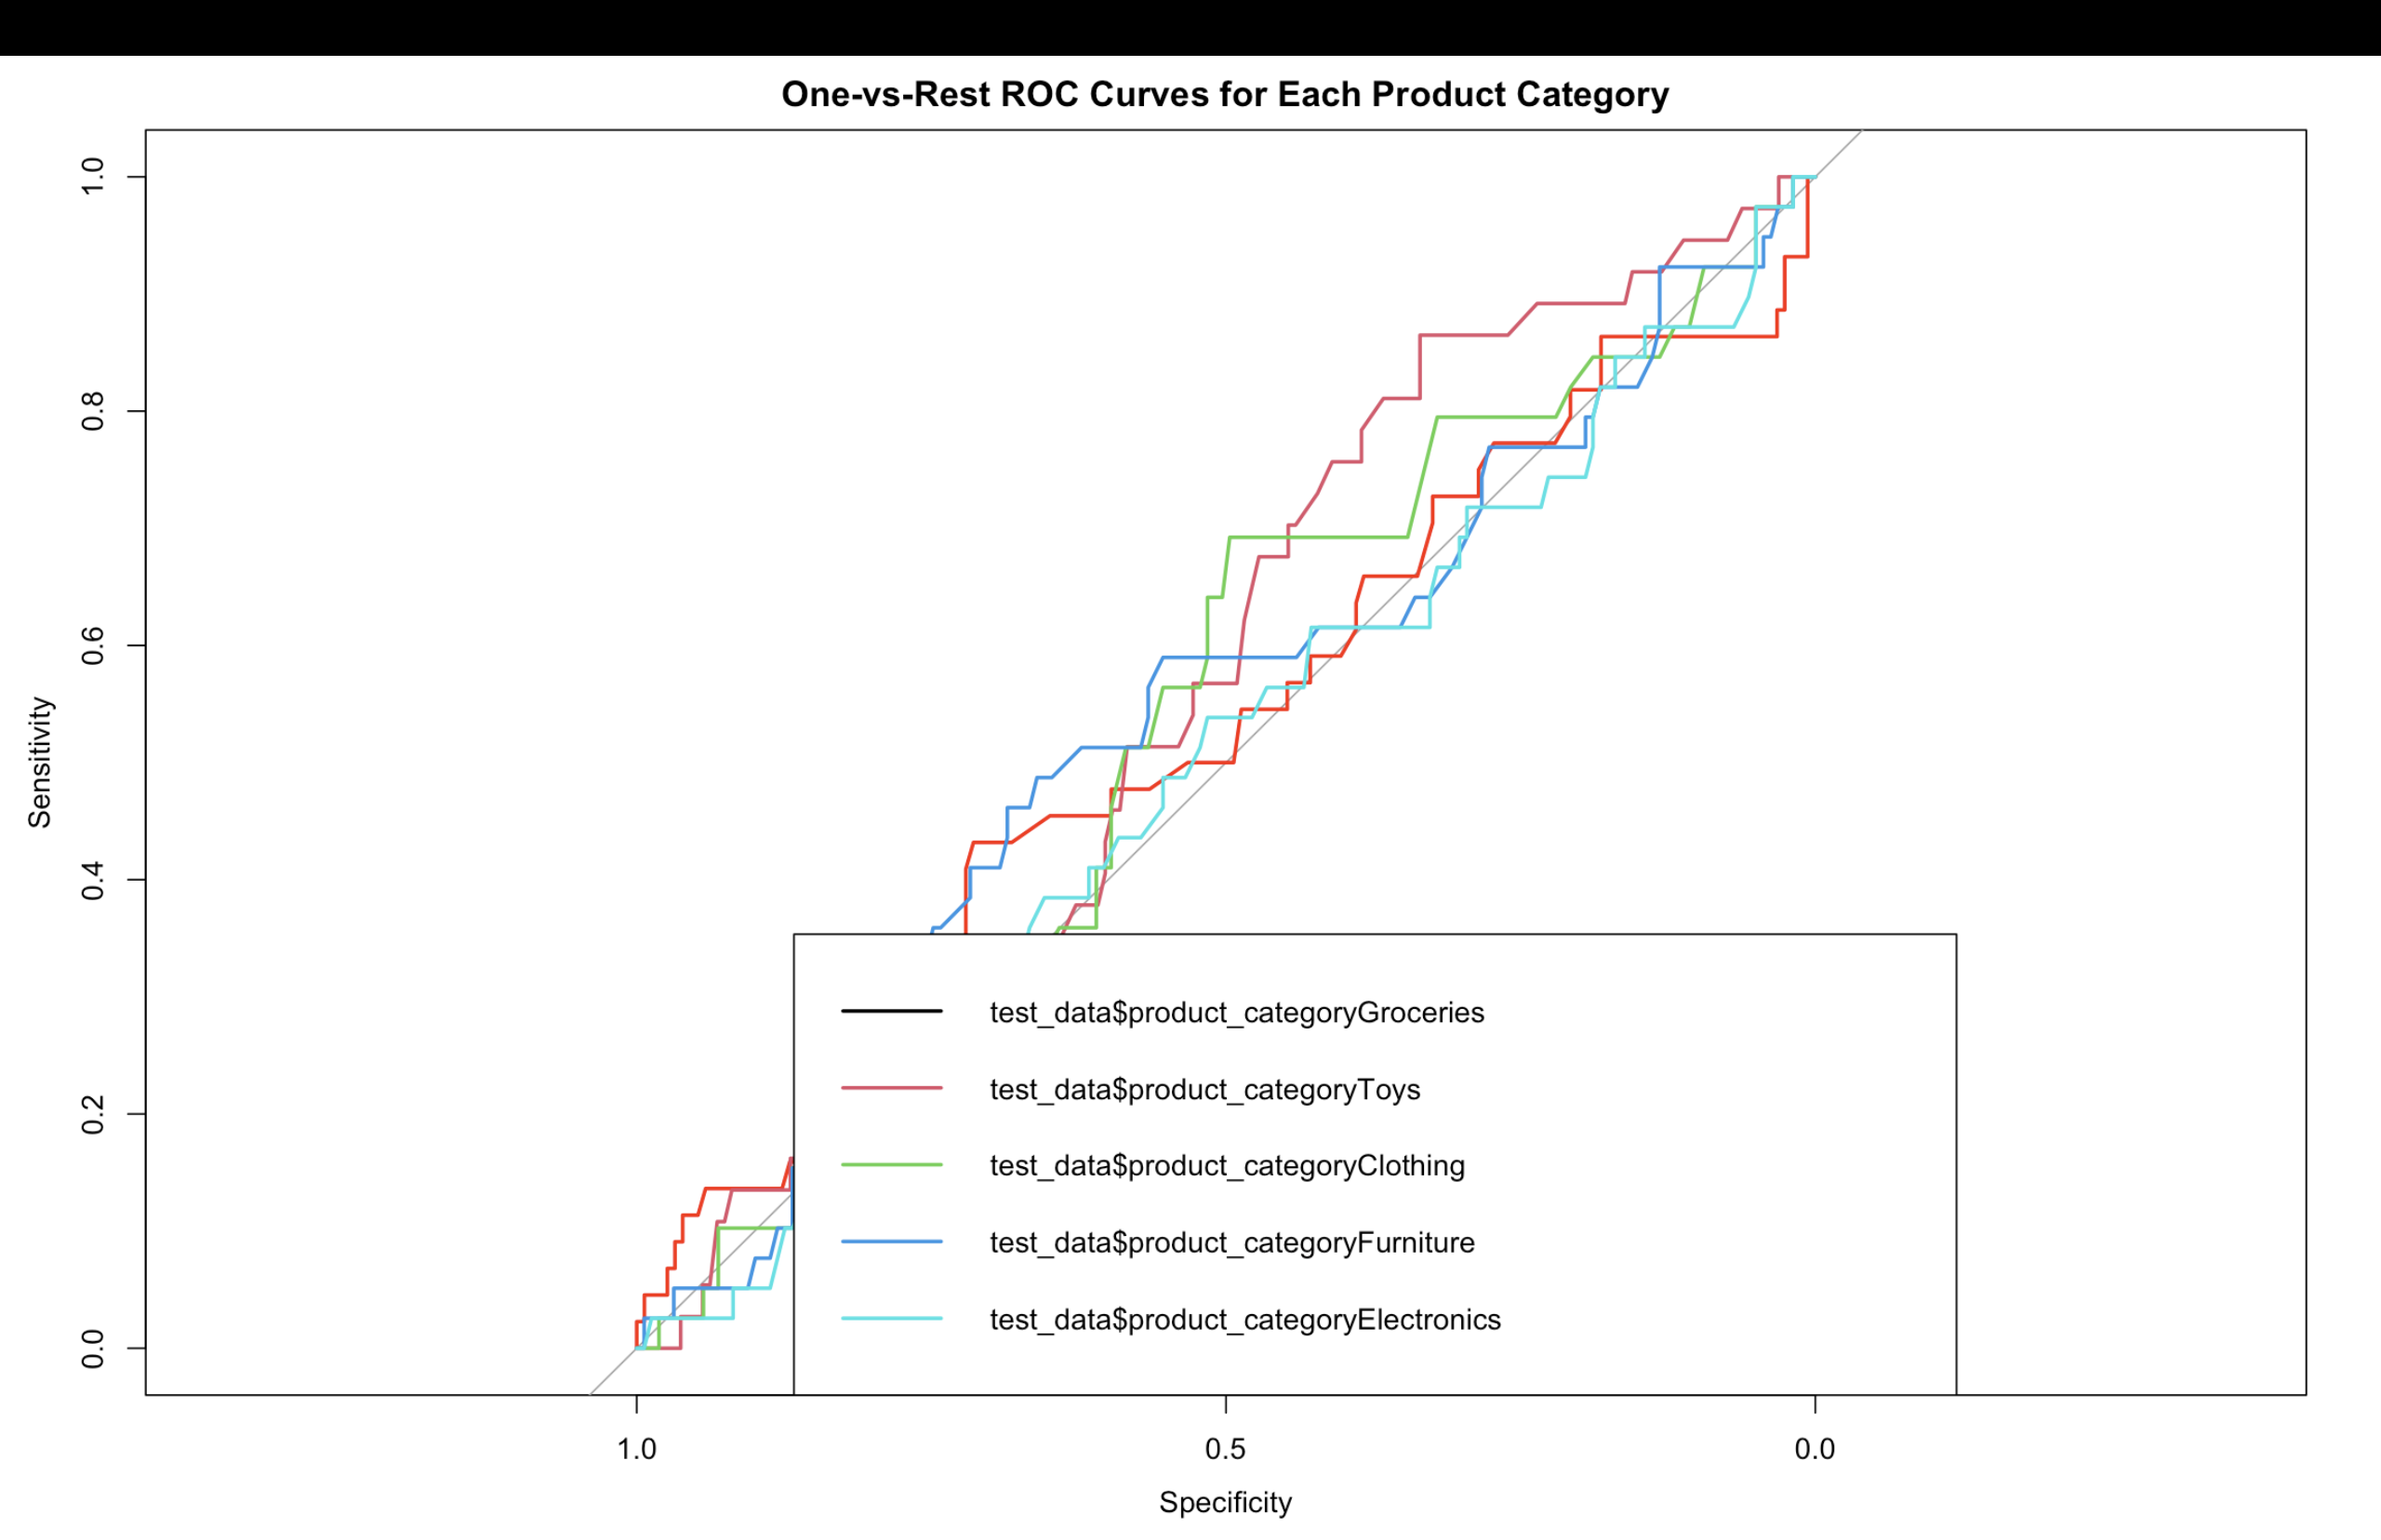 One-vs-Rest ROC Curves for Each Product Category
1.0
0.8
0.6
0.4
0.2
0.0
Sensitivity
test_data$product_categoryGroceries
test_data$product_categoryToys
test_data$product_categoryClothing
test_data$product_categoryFurniture
test_data$product_categoryElectronics
1.0 0.5 0.0
Specificity